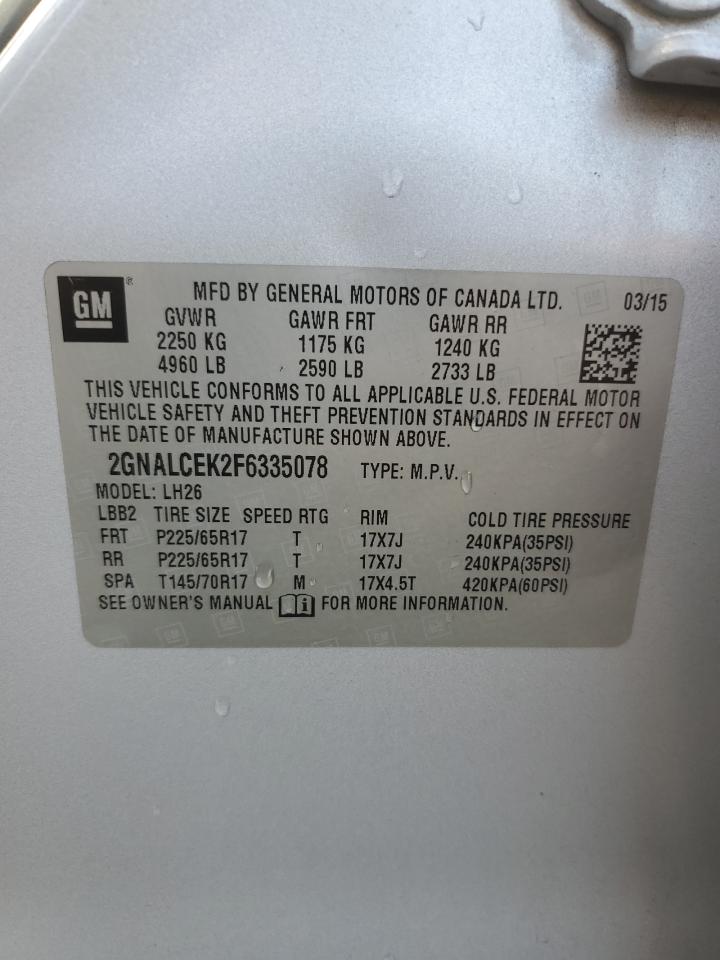 GM®
MFD BY GENERAL MOTORS OF CANADA LTD. 03/15
GVWR GAWR FRT GAWR RR
2250 KG 1175 KG 1240 KG
4960 LB 2590 LB 2733 LB
THIS VEHICLE CONFORMS TO ALL APPLICABLE U.S. FEDERAL MOTOR
VEHICLE SAFETY AND THEFT PREVENTION STANDARDS IN EFFECT ON
THE DATE OF MANUFACTURE SHOWN ABOVE.
2GNALCEK2F6335078 TYPE: M.P.V.
MODEL: LH26
LBB2 TIRE SIZE SPEED RTG RIM COLD TIRE PRESSURE
FRT P225/65R17 T 17X7J 240KPA(35PSI)
RR P225/65R17 T 17X7J 240KPA(35PSI)
SPA T145/70R17 M 17X4.5T 420KPA(60PSI)
SEE OWNER'S MANUAL i FOR MORE INFORMATION.